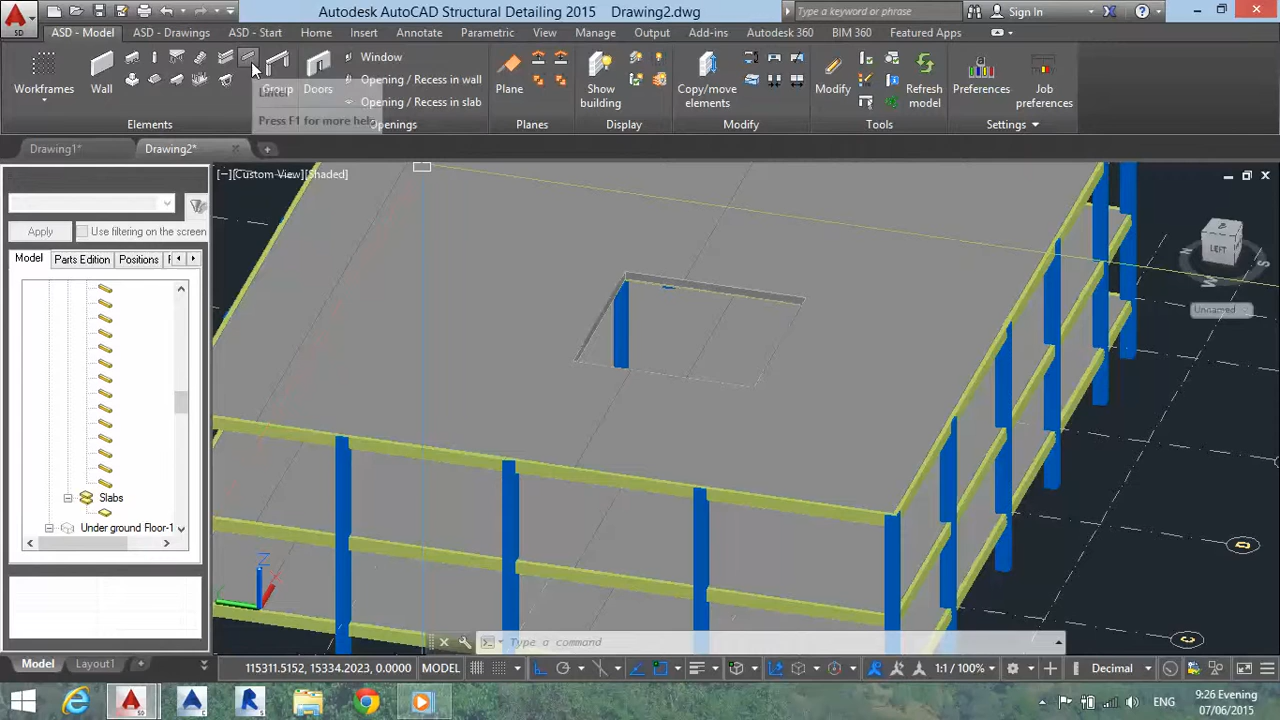 Autodesk AutoCAD Structural Detailing 2015 Drawing2.dwg
Type a keyword or phrase
Sign In
SD
ASD - Model
ASD - Drawings
ASD - Start
Home
Insert
Annotate
Parametric
View
Manage
Output
Add-ins
Autodesk 360
BIM 360
Featured Apps
Workframes
Wall
Group
Doors
Window
Opening / Recess in wall
Opening / Recess in slab
Plane
Show building
Copy/move elements
Modify
Refresh model
Preferences
Job preferences
Press F1 for more help
Elements
Openings
Planes
Display
Modify
Tools
Settings
Drawing1*
Drawing2*
[−][Custom View][Shaded]
Apply
Use filtering on the screen
Model
Parts Edition
Positions
Slabs
Under ground Floor-1
LEFT
W
S
Unnamed
Z
Type a command
Model
Layout1
115311.5152, 15334.2023, 0.0000
MODEL
1:1 / 100%
Decimal
ENG
9:26 Evening
07/06/2015